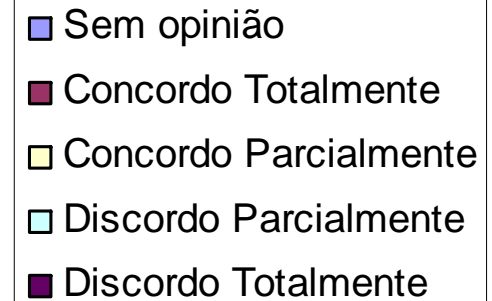 Sem opinião
Concordo Totalmente
Concordo Parcialmente
Discordo Parcialmente
Discordo Totalmente